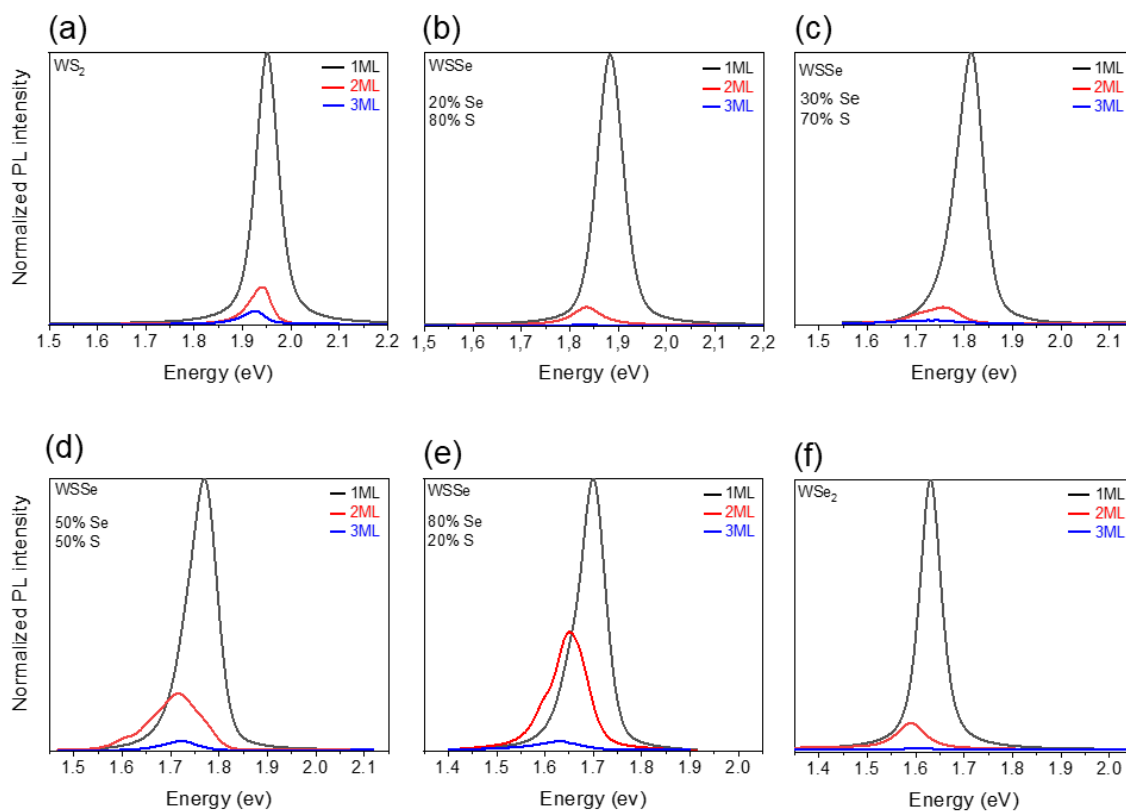 (a)
WS₂
1ML
2ML
3ML
Normalized PL intensity
1.5 1.6 1.7 1.8 1.9 2.0 2.1 2.2
Energy (eV)
(b)
WSSe
20% Se
80% S
1ML
2ML
3ML
1,5 1,6 1,7 1,8 1,9 2,0 2,1 2,2
Energy (eV)
(c)
WSSe
30% Se
70% S
1ML
2ML
3ML
1.5 1.6 1.7 1.8 1.9 2.0 2.1
Energy (ev)
(d)
WSSe
50% Se
50% S
1ML
2ML
3ML
Normalized PL intensity
1.5 1.6 1.7 1.8 1.9 2.0 2.1
Energy (ev)
(e)
WSSe
80% Se
20% S
1ML
2ML
3ML
1.4 1.5 1.6 1.7 1.8 1.9 2.0
Energy (ev)
(f)
WSe₂
1ML
2ML
3ML
1.4 1.5 1.6 1.7 1.8 1.9 2.0
Energy (eV)